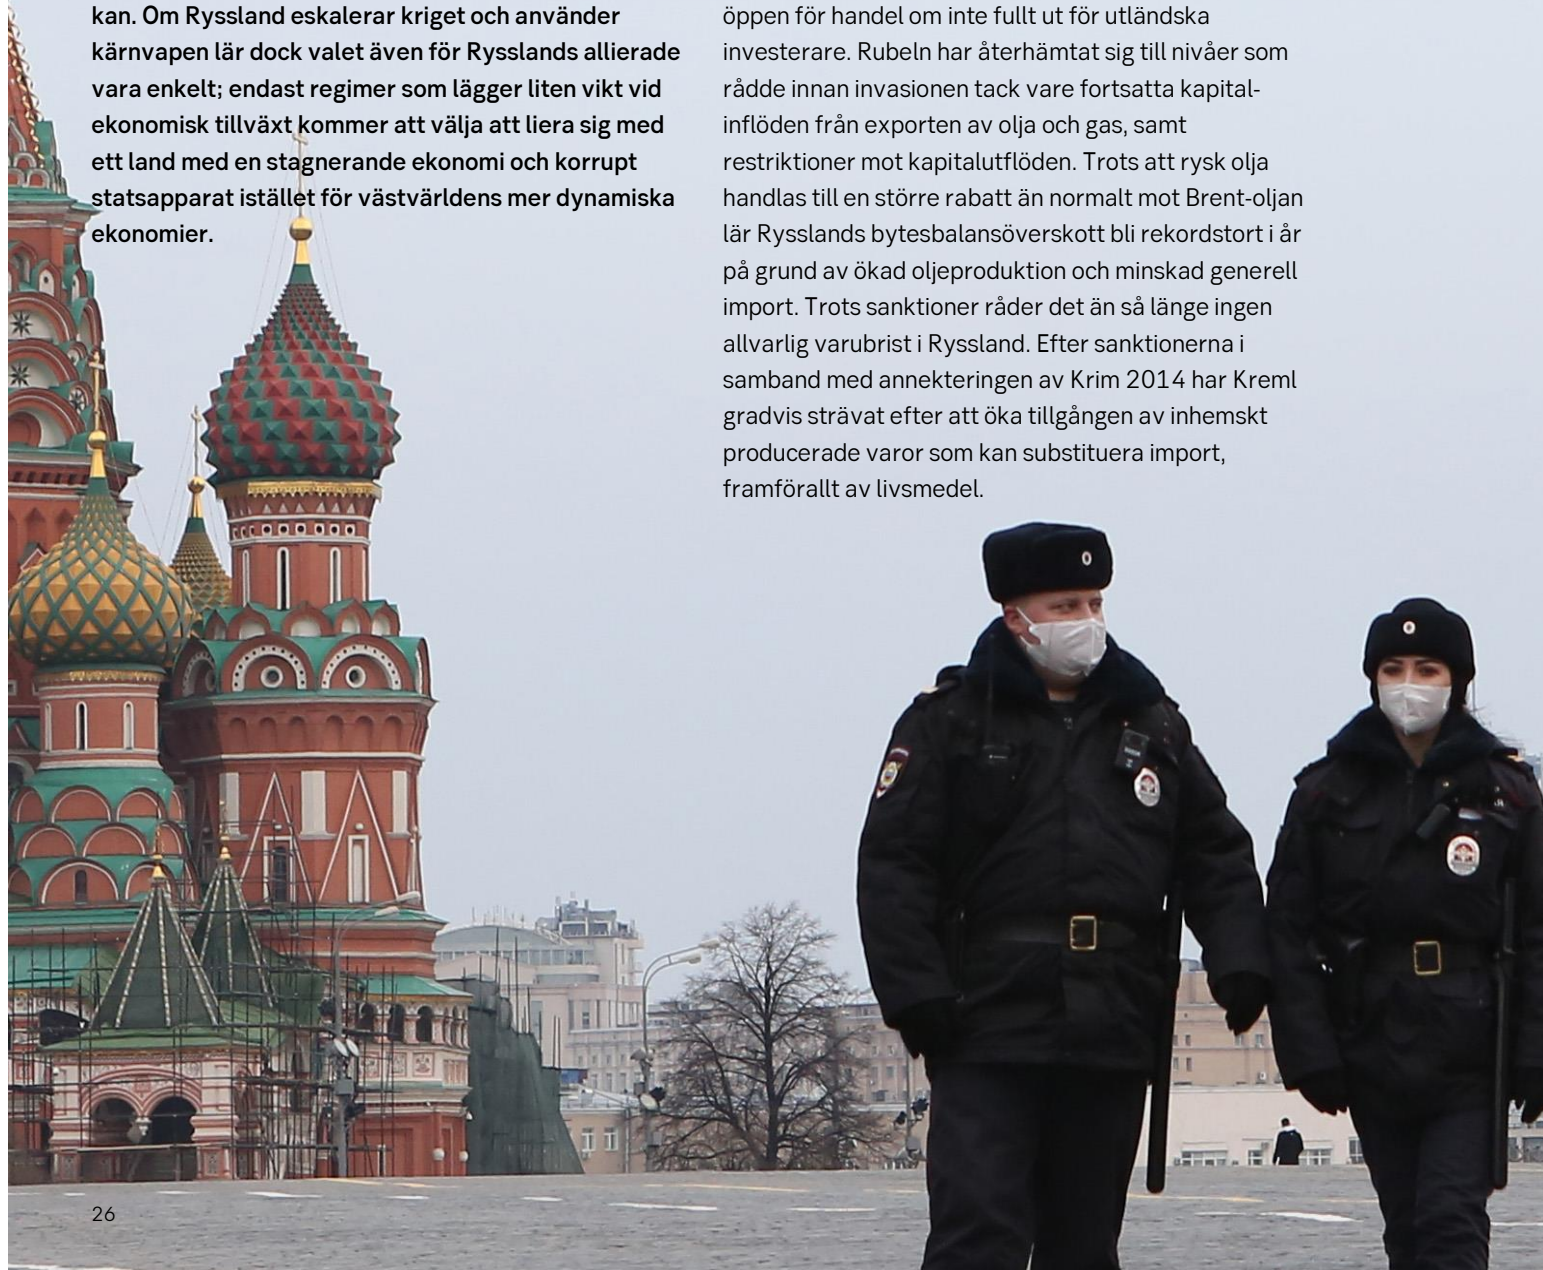 kan. Om Ryssland eskalerar kriget och använder
kärnvapen lär dock valet även för Rysslands allierade
vara enkelt; endast regimer som lägger liten vikt vid
ekonomisk tillväxt kommer att välja att liera sig med
ett land med en stagnerande ekonomi och korrupt
statsapparat istället för västvärldens mer dynamiska
ekonomier.
öppen för handel om inte fullt ut för utländska
investerare. Rubeln har återhämtat sig till nivåer som
rådde innan invasionen tack vare fortsatta kapital-
inflöden från exporten av olja och gas, samt
restriktioner mot kapitalutflöden. Trots att rysk olja
handlas till en större rabatt än normalt mot Brent-oljan
lär Rysslands bytesbalansöverskott bli rekordstort i år
på grund av ökad oljeproduktion och minskad generell
import. Trots sanktioner råder det än så länge ingen
allvarlig varubrist i Ryssland. Efter sanktionerna i
samband med annekteringen av Krim 2014 har Kreml
gradvis strävat efter att öka tillgången av inhemskt
producerade varor som kan substituera import,
framförallt av livsmedel.
26